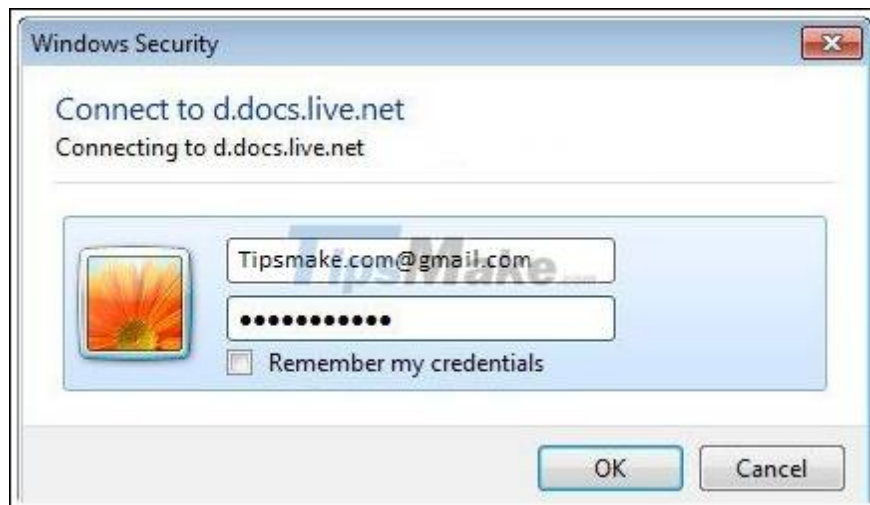 Windows Security
Connect to d.docs.live.net
Connecting to d.docs.live.net
TipsMake.com
Tipsmake.com@gmail.com
●●●●●●●●●●●
Remember my credentials
OK
Cancel